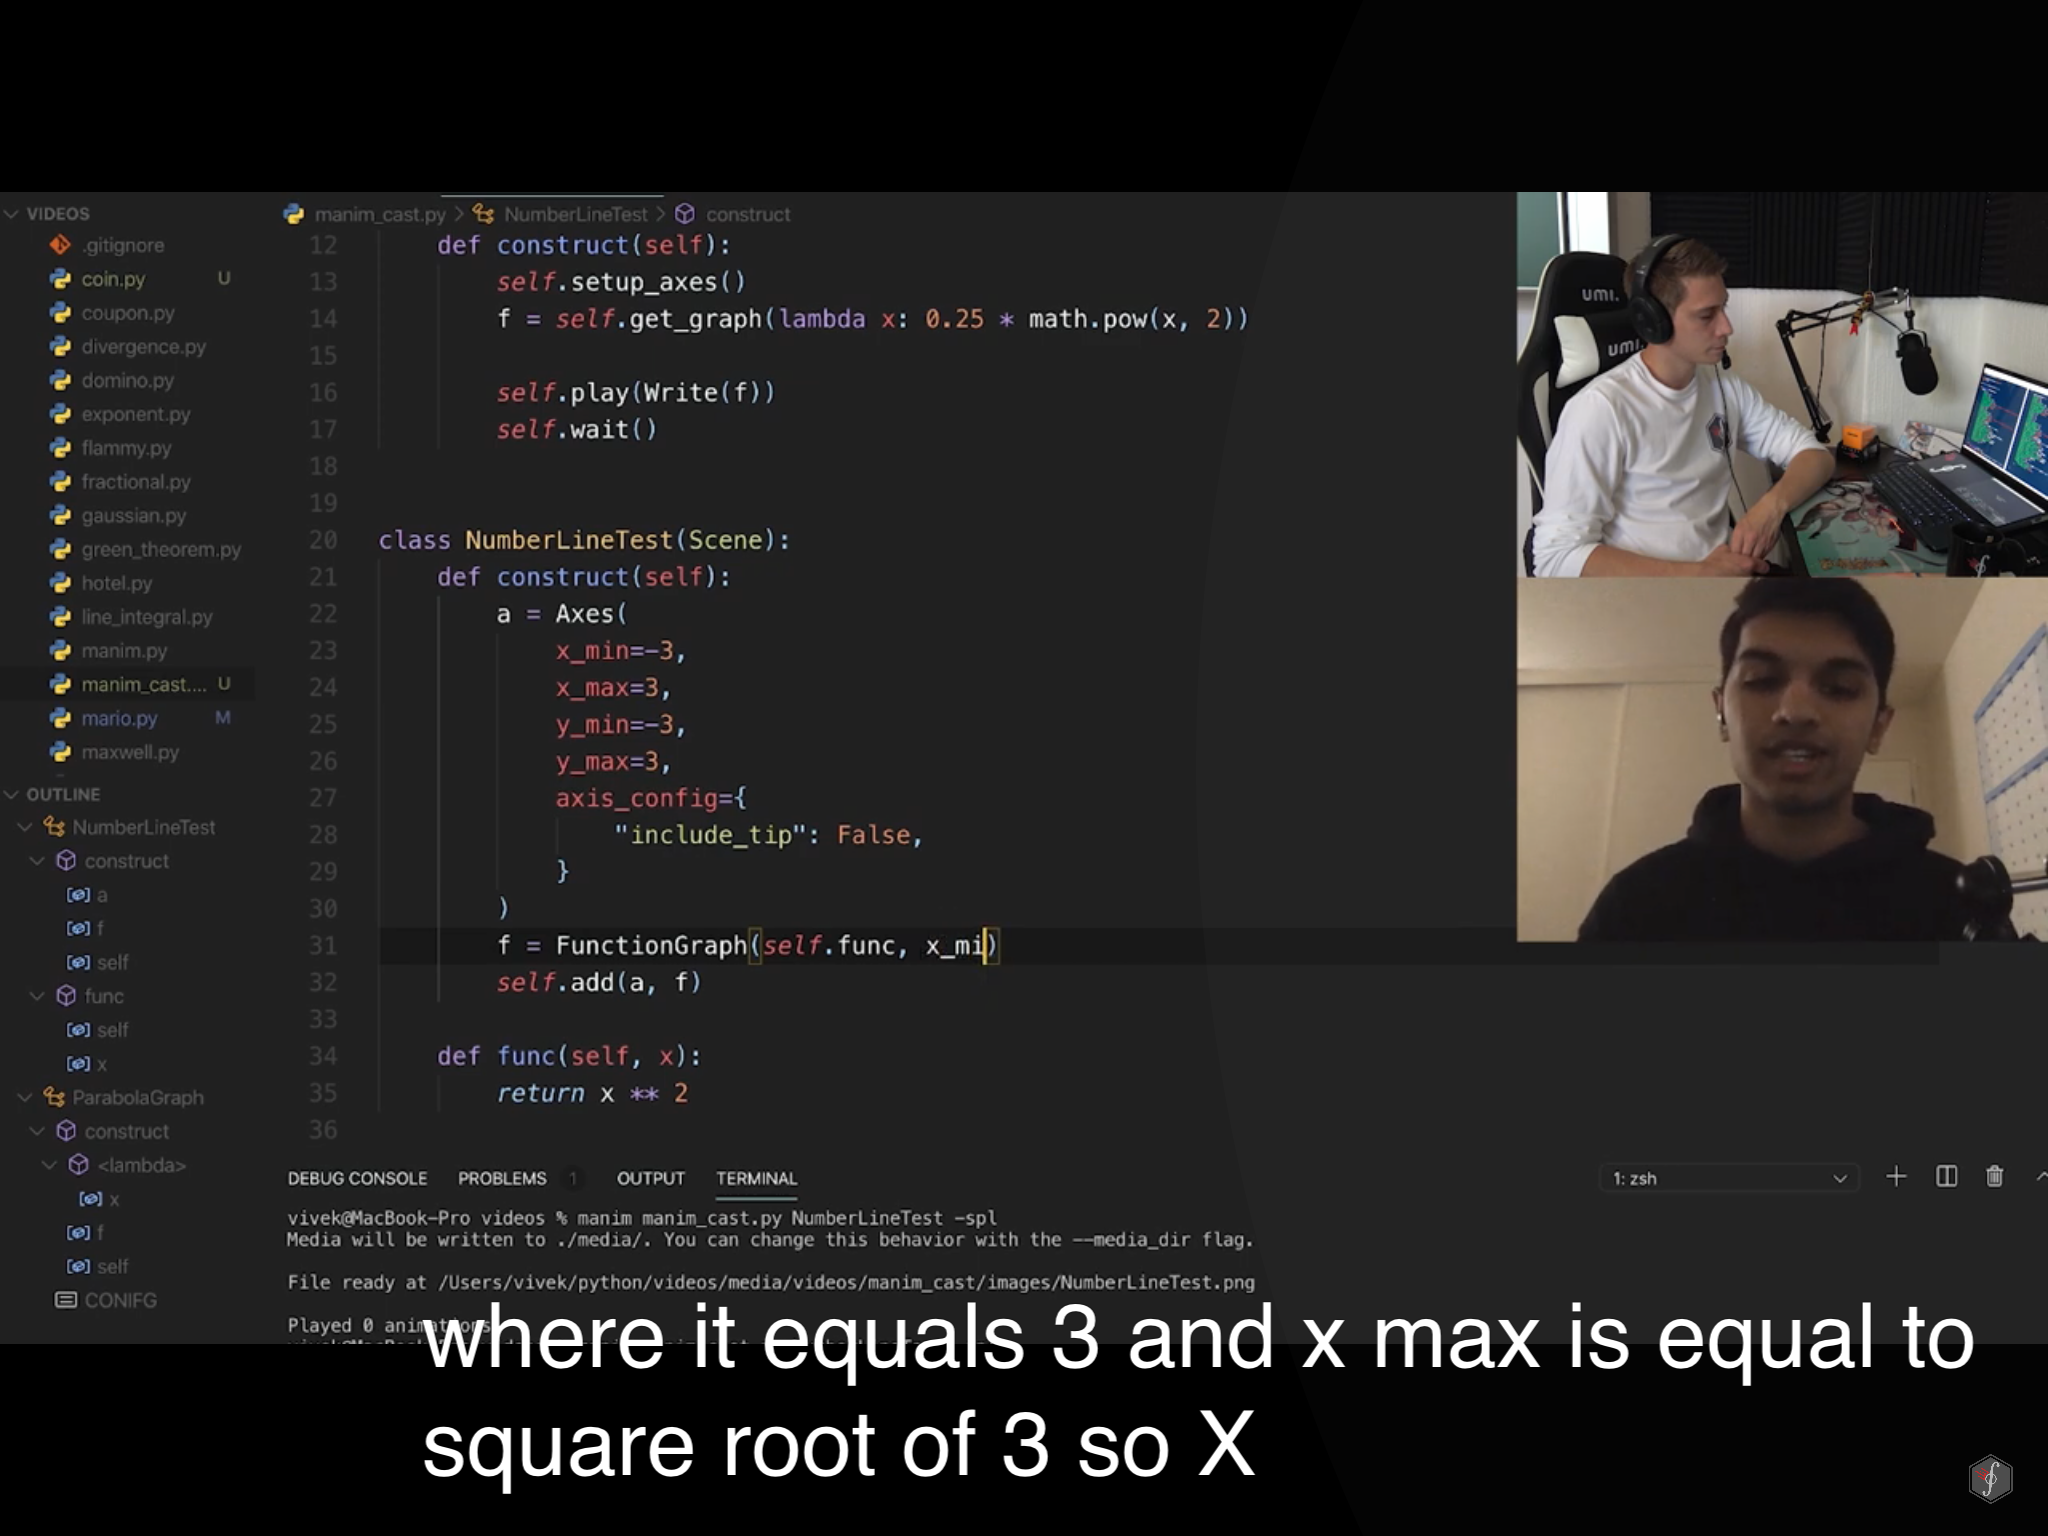 VIDEOS
.gitignore
coin.py U
coupon.py
divergence.py
domino.py
exponent.py
flammy.py
fractional.py
gaussian.py
green_theorem.py
hotel.py
line_integral.py
manim.py
manim_cast.... U
mario.py M
maxwell.py
OUTLINE
NumberLineTest
construct
a
f
self
func
self
x
ParabolaGraph
construct
<lambda>
x
f
self
CONIFG
manim_cast.py > NumberLineTest > construct
12 def construct(self):
13 self.setup_axes()
14 f = self.get_graph(lambda x: 0.25 * math.pow(x, 2))
15
16 self.play(Write(f))
17 self.wait()
18
19
20 class NumberLineTest(Scene):
21 def construct(self):
22 a = Axes(
23 x_min=-3,
24 x_max=3,
25 y_min=-3,
26 y_max=3,
27 axis_config={
28 "include_tip": False,
29 }
30 )
31 f = FunctionGraph(self.func, x_mi)
32 self.add(a, f)
33
34 def func(self, x):
35 return x ** 2
36
umi.
umi.
DEBUG CONSOLE PROBLEMS 1 OUTPUT TERMINAL
1: zsh
vivek@MacBook-Pro videos % manim manim_cast.py NumberLineTest -spl
Media will be written to ./media/. You can change this behavior with the --media_dir flag.
File ready at /Users/vivek/python/videos/media/videos/manim_cast/images/NumberLineTest.png
Played 0 animations
where it equals 3 and x max is equal to
square root of 3 so X